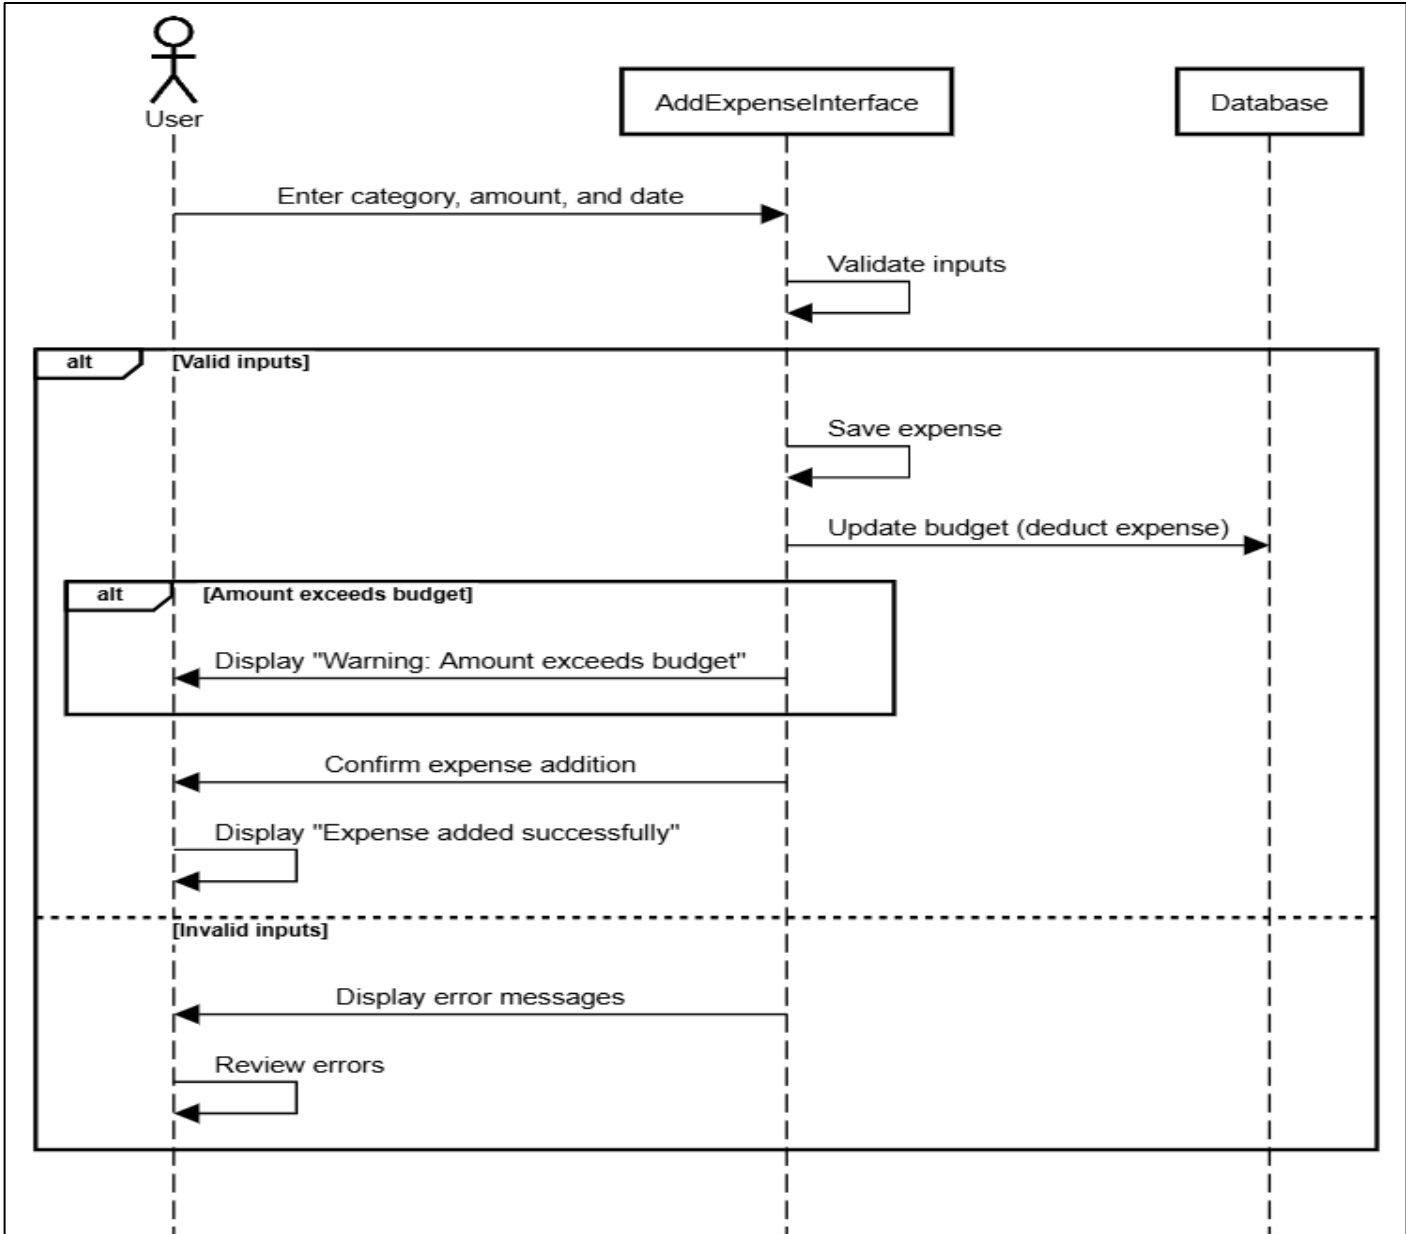 User
AddExpenseInterface
Database
Enter category, amount, and date
Validate inputs
alt [Valid inputs]
Save expense
Update budget (deduct expense)
alt [Amount exceeds budget]
Display "Warning: Amount exceeds budget"
Confirm expense addition
Display "Expense added successfully"
[Invalid inputs]
Display error messages
Review errors